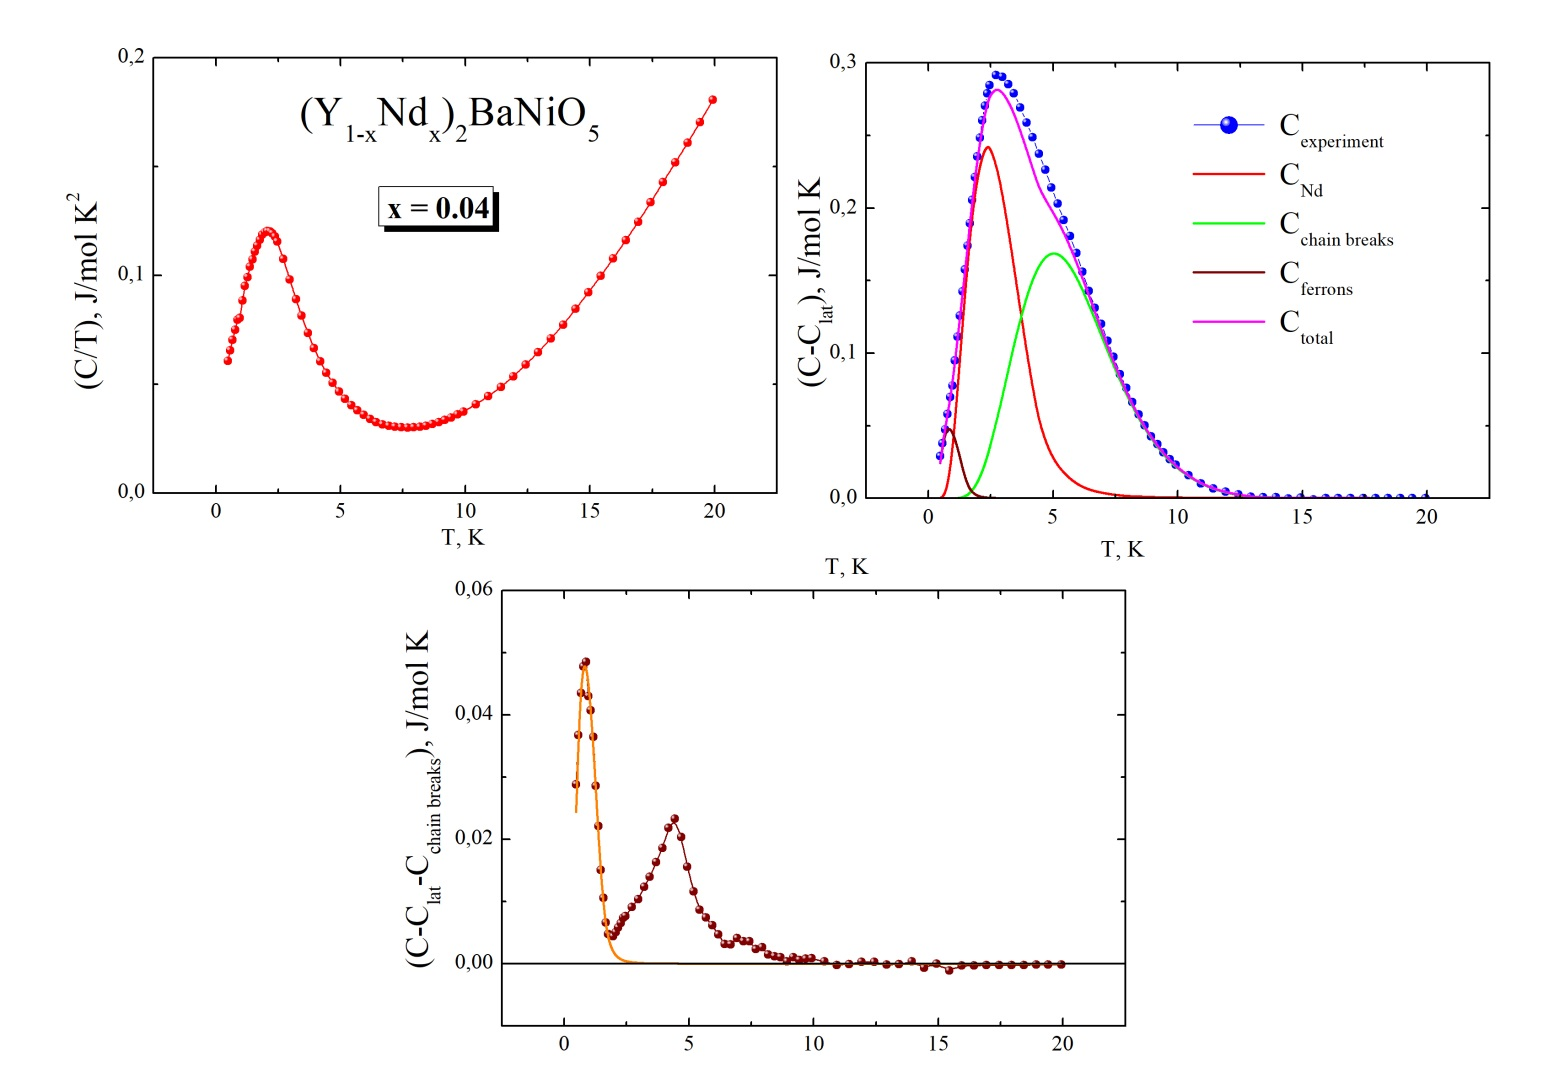 0,2
(Y1-xNdx)2BaNiO5
x = 0.04
(C/T), J/mol K2
0,1
0,0
0 5 10 15 20
T, K
0,3
Cexperiment
CNd
Cchain breaks
Cferrons
Ctotal
(C-Clat), J/mol K
0,2
0,1
0,0
0 5 10 15 20
T, K
T, K
0,06
(C-Clat-Cchain breaks), J/mol K
0,04
0,02
0,00
0 5 10 15 20